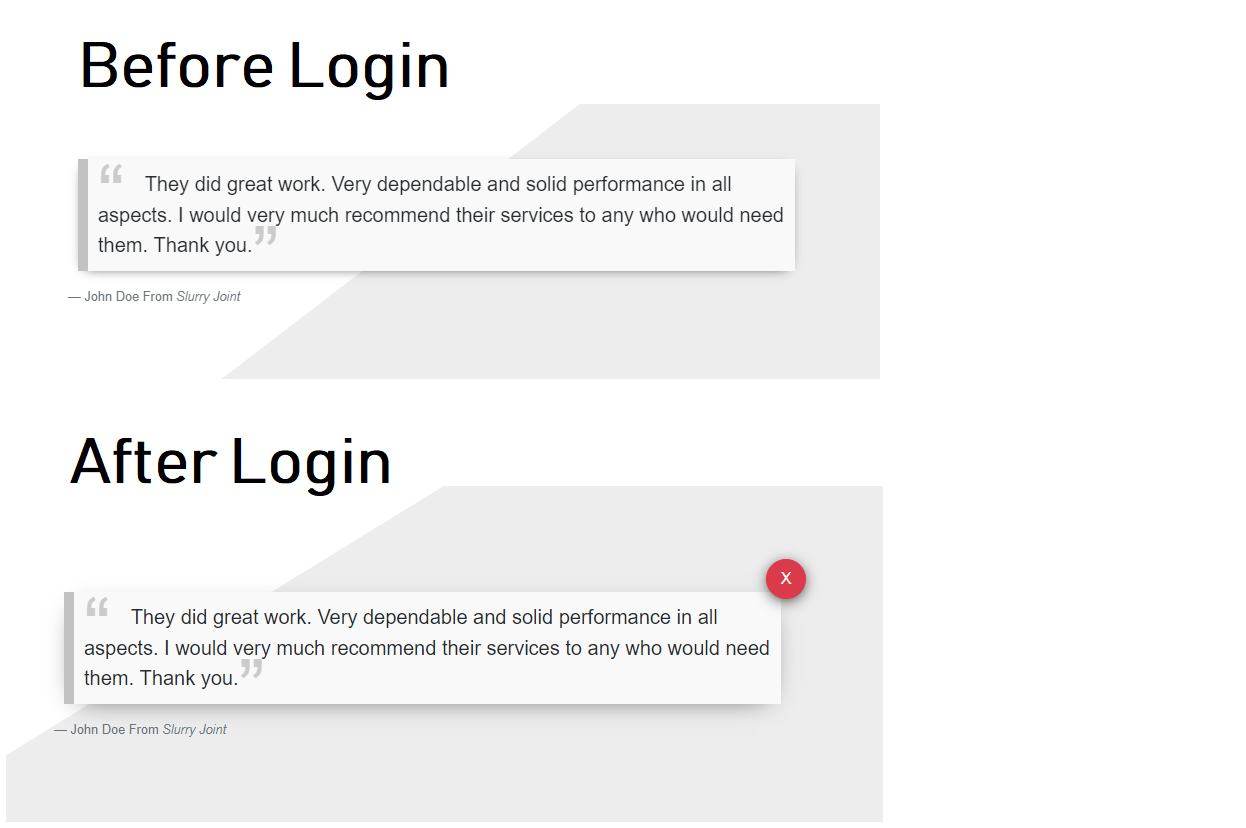 Before Login
“ They did great work. Very dependable and solid performance in all
aspects. I would very much recommend their services to any who would need
them. Thank you.”
— John Doe From Slurry Joint
After Login
X
“ They did great work. Very dependable and solid performance in all
aspects. I would very much recommend their services to any who would need
them. Thank you.”
— John Doe From Slurry Joint